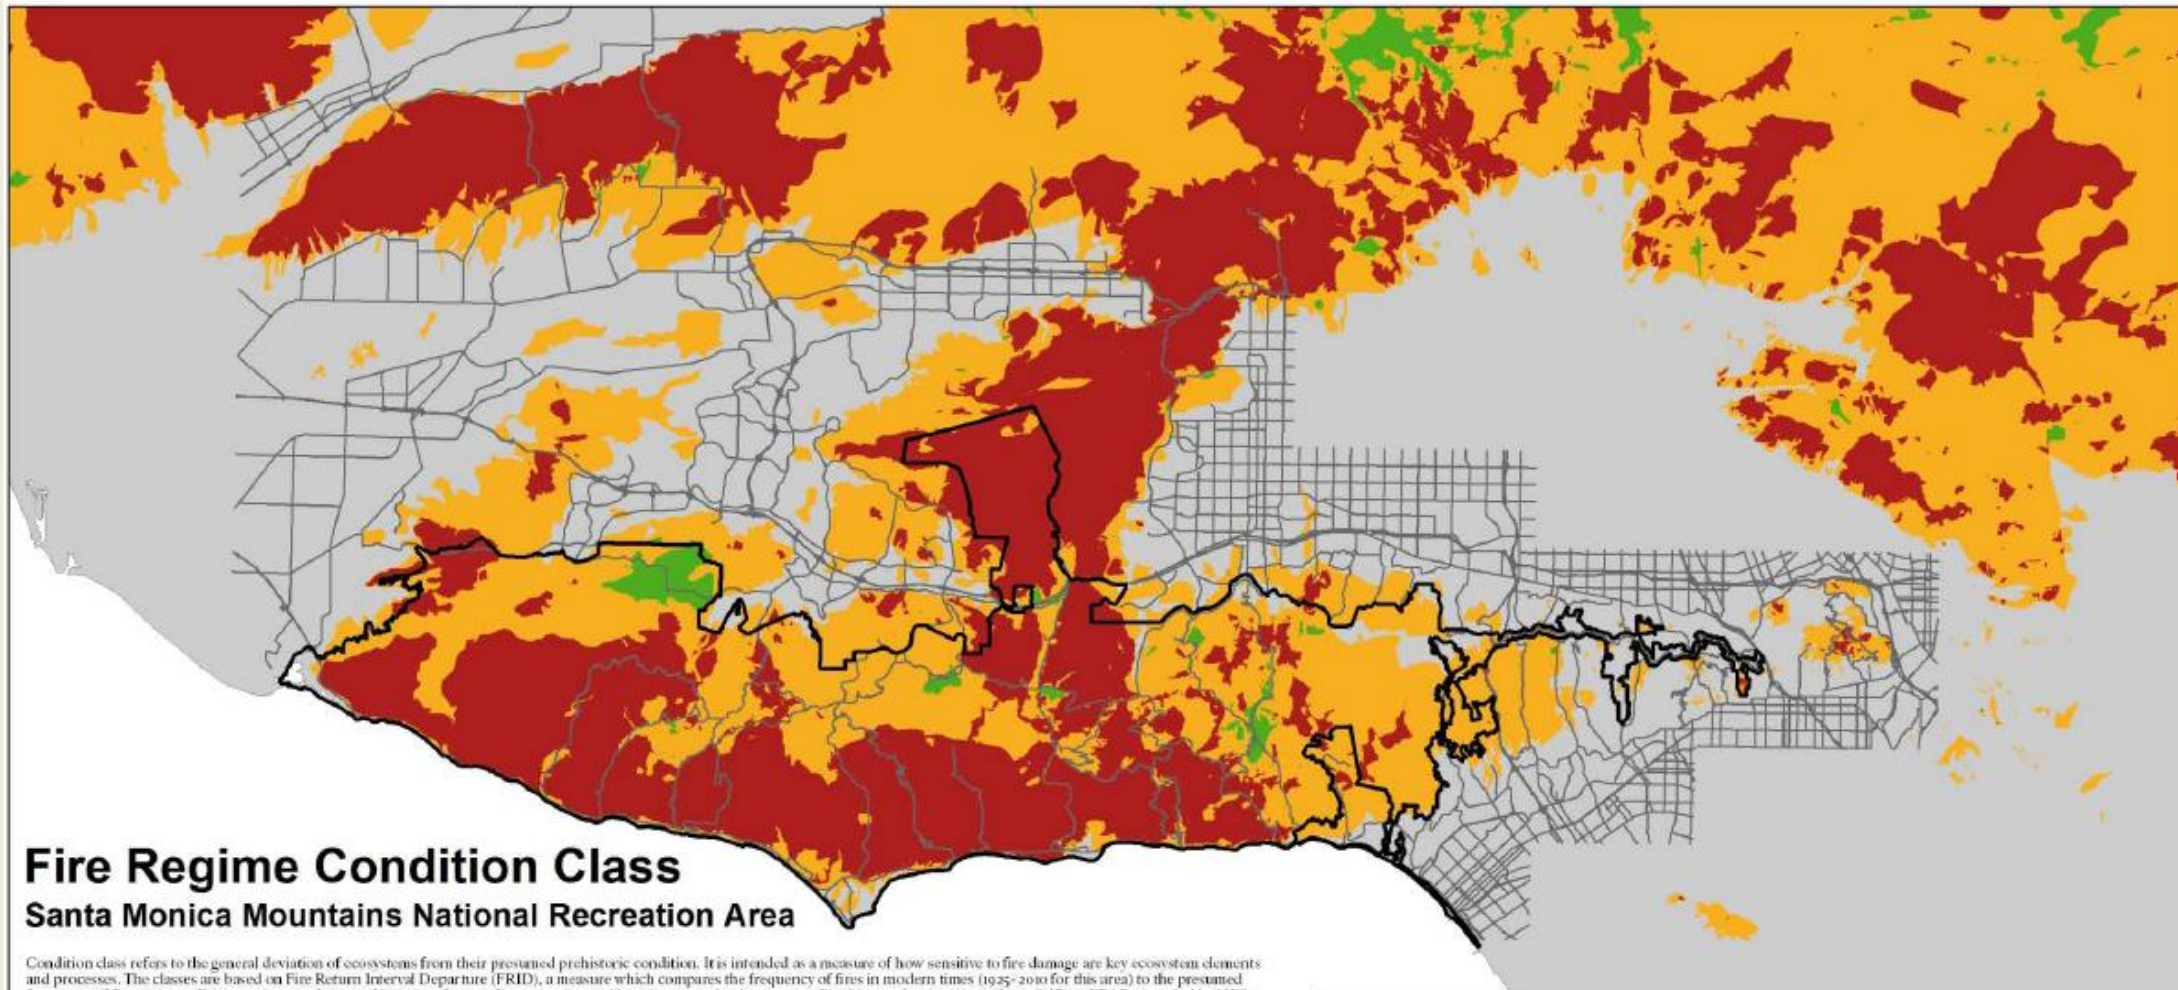 Fire Regime Condition Class
Santa Monica Mountains National Recreation Area
Condition class refers to the general deviation of ecosystems from their presumed prehistoric condition. It is intended as a measure of how sensitive to fire damage are key ecosystem elements
and processes. The classes are based on Fire Return Interval Departure (FRID), a measure which compares the frequency of fires in modern times (1925-2010 for this area) to the presumed